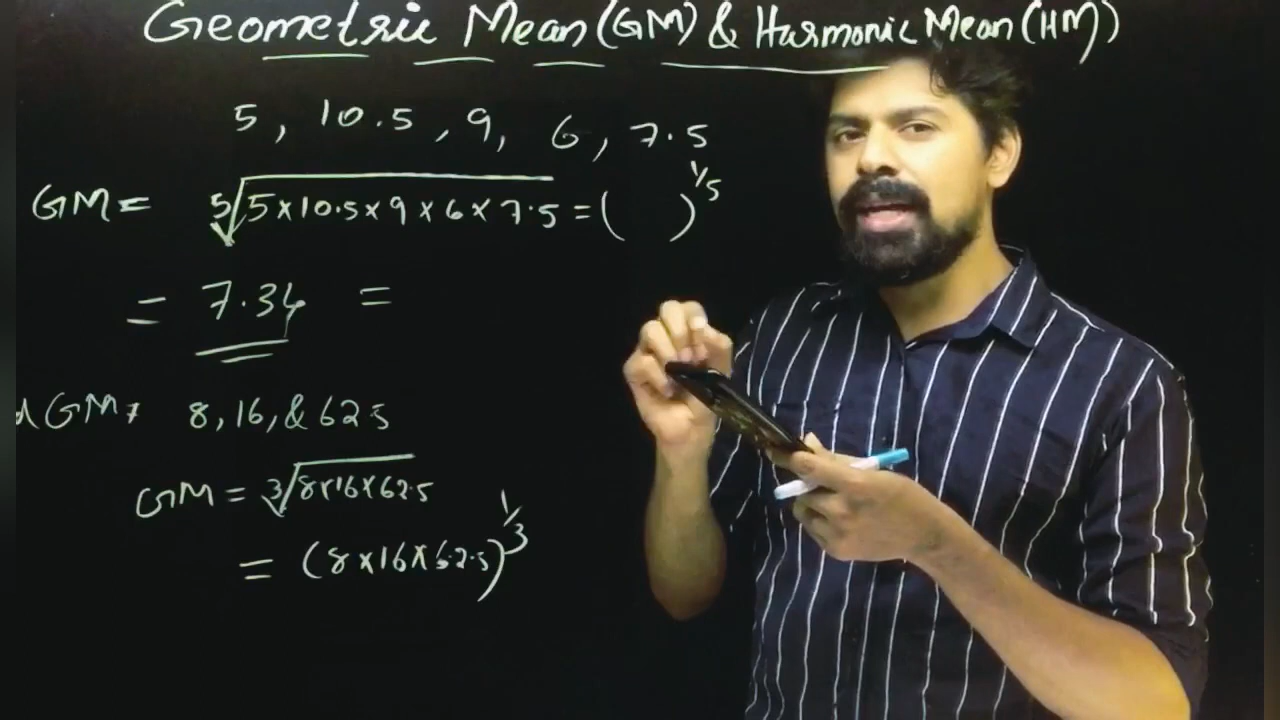 Geometric Mean (GM) & Harmonic Mean (HM)
5, 10.5, 9, 6, 7.5
GM = 5√5×10.5×9×6×7.5 = ( )^1/5
= 7.34 =
GM = 8, 16, & 62.5
GM = 3√8×16×62.5
= (8×16×62.5)^1/3